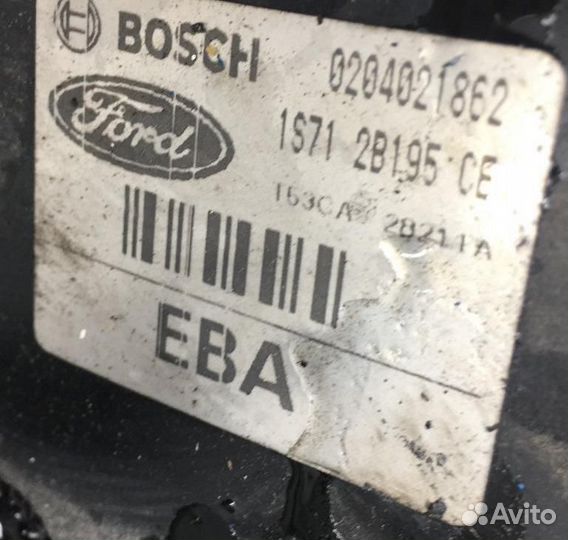 BOSCH 0204021862
Ford 1S71 2B195 CE
EBA
Avito